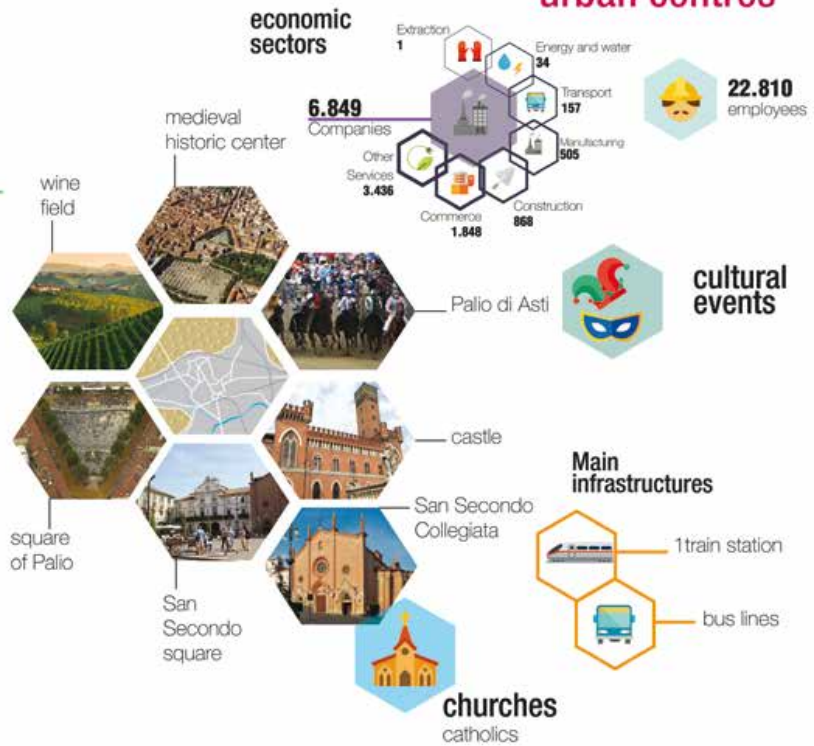 urban centres
economic
sectors
Extraction
1
Energy and water
34
Transport
157
Manufacturing
505
Construction
868
Commerce
1.848
Other
Services
3.436
6.849
Companies
22.810
employees
medieval
historic center
wine
field
Palio di Asti
cultural
events
castle
San Secondo
Collegiata
square
of Palio
San
Secondo
square
Main
infrastructures
1train station
bus lines
churches
catholics